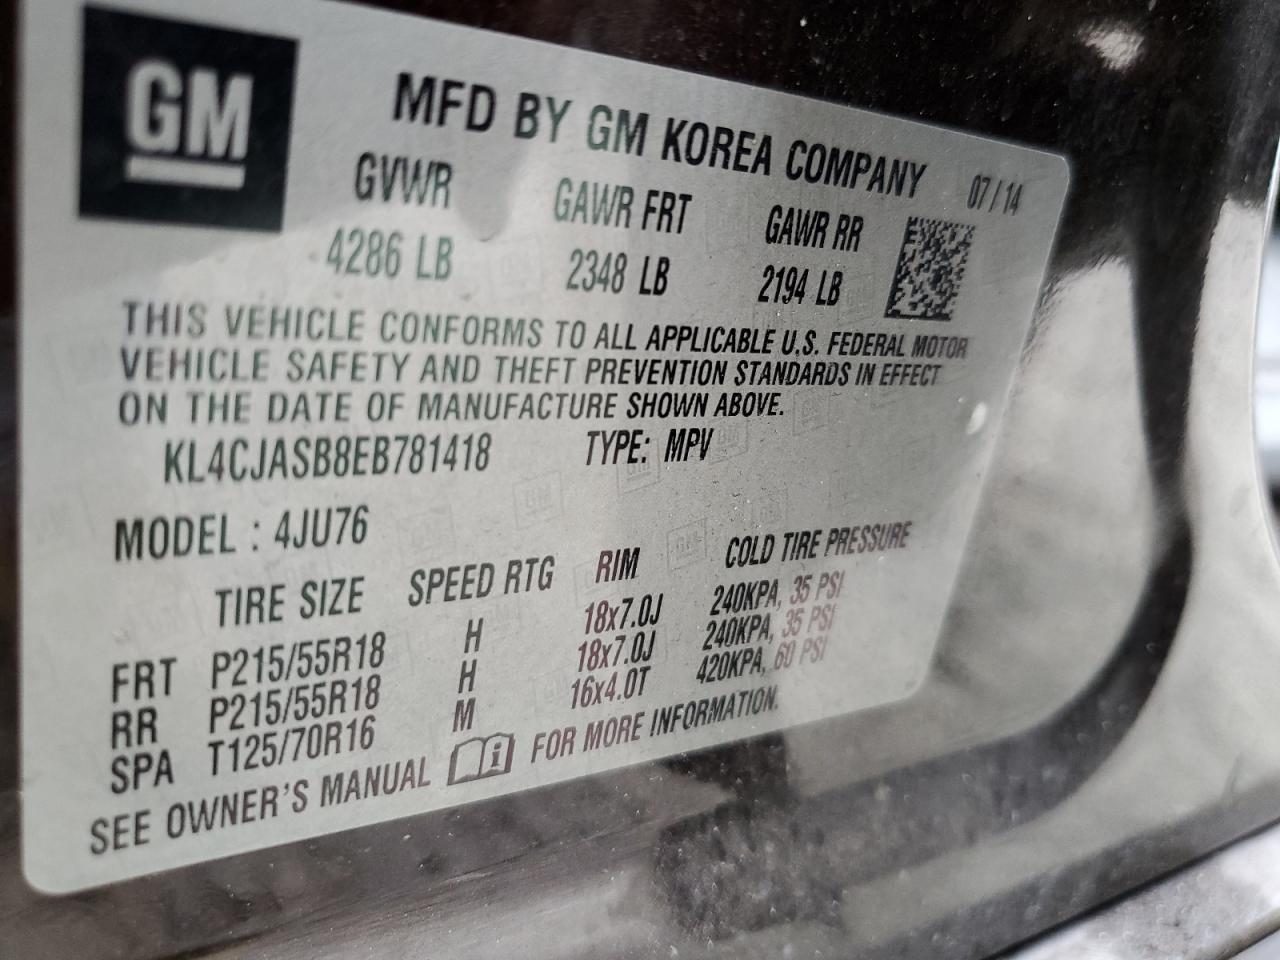 GM
MFD BY GM KOREA COMPANY 07/14
GVWR GAWR FRT GAWR RR
4286 LB 2348 LB 2194 LB
THIS VEHICLE CONFORMS TO ALL APPLICABLE U.S. FEDERAL MOTOR
VEHICLE SAFETY AND THEFT PREVENTION STANDARDS IN EFFECT
ON THE DATE OF MANUFACTURE SHOWN ABOVE.
KL4CJASB8EB781418 TYPE: MPV
MODEL : 4JU76
TIRE SIZE SPEED RTG RIM COLD TIRE PRESSURE
FRT P215/55R18 H 18x7.0J 240KPA, 35 PSI
RR P215/55R18 H 18x7.0J 240KPA, 35 PSI
SPA T125/70R16 M 16x4.0T 420KPA, 60 PSI
SEE OWNER'S MANUAL i FOR MORE INFORMATION.